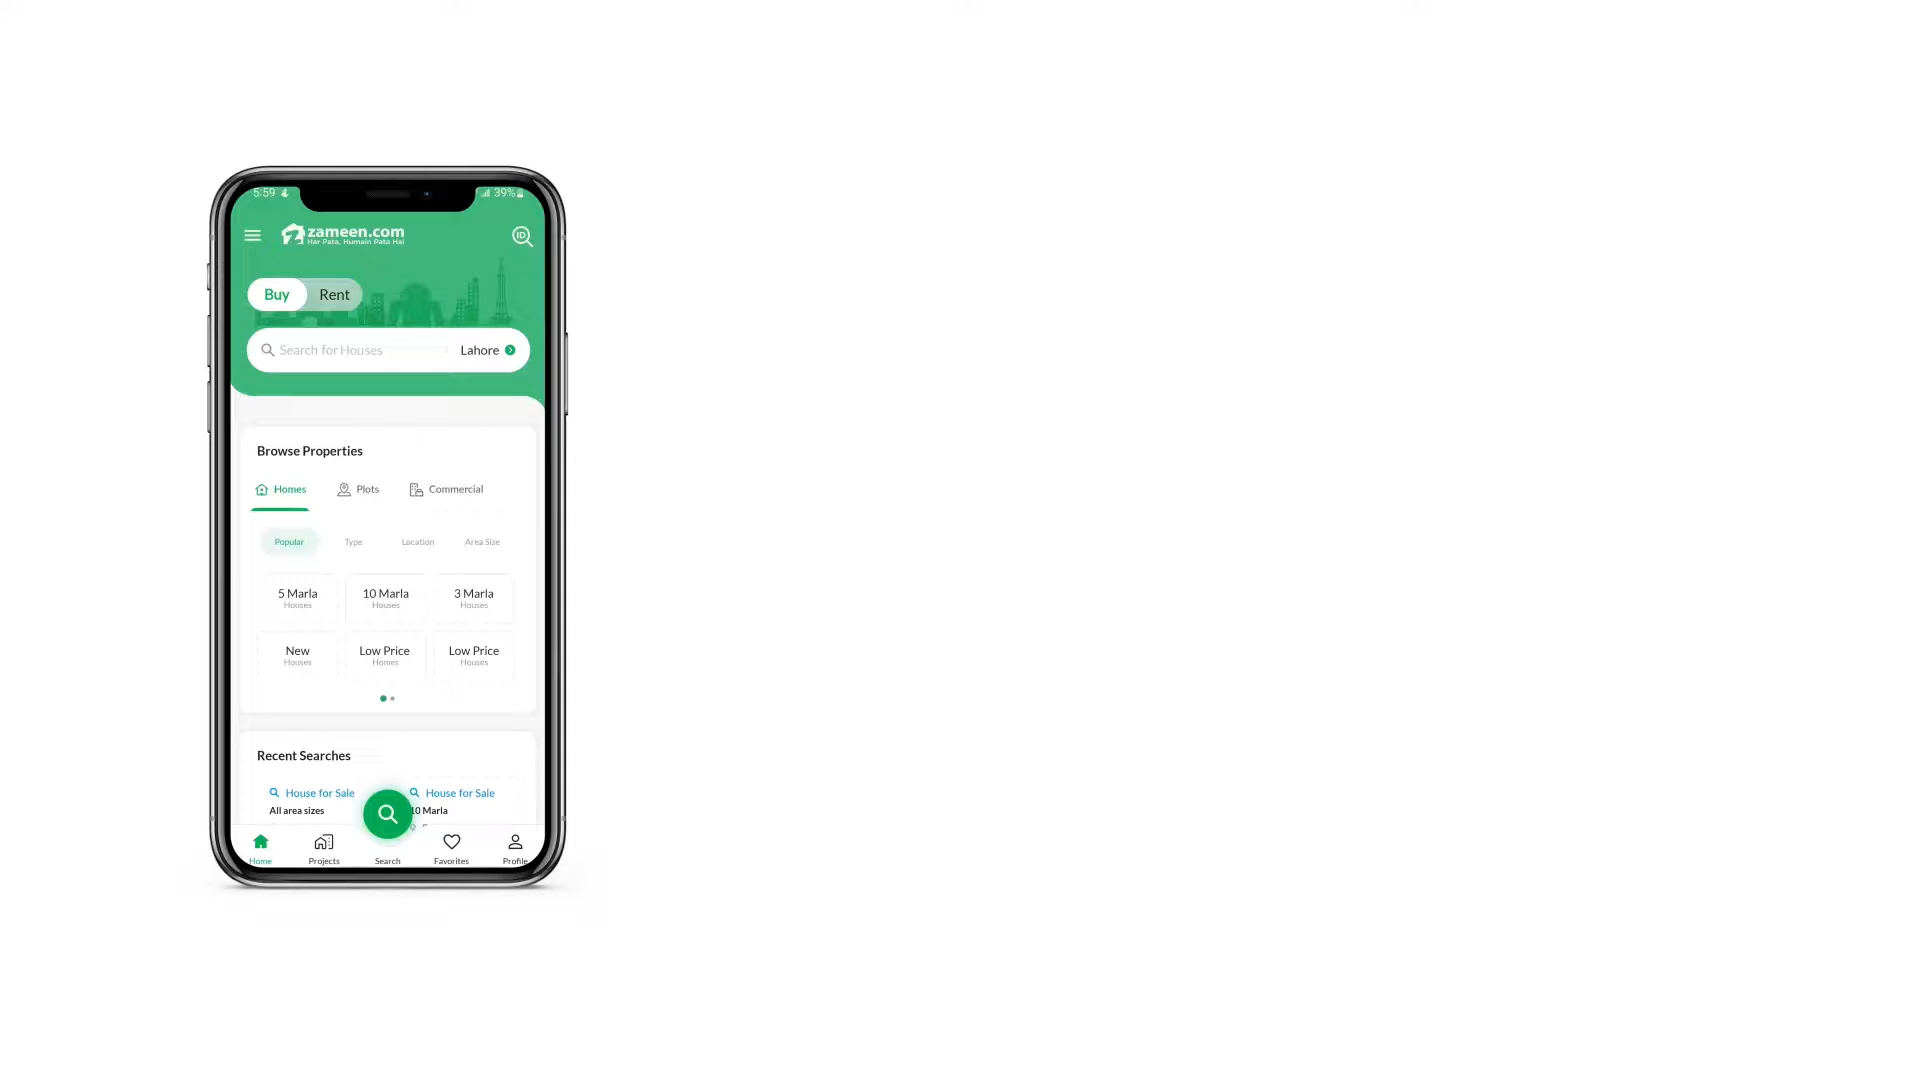 5:59
39%
zameen.com
Har Pata, Humain Pata Hai
ID
Buy Rent
Search for Houses Lahore
Browse Properties
Homes Plots Commercial
Popular Type Location Area Size
5 Marla 10 Marla 3 Marla
Houses Houses Houses
New Low Price Low Price
Houses Homes Houses
Recent Searches
House for Sale House for Sale
All area sizes 10 Marla
Home Projects Search Favorites Profile